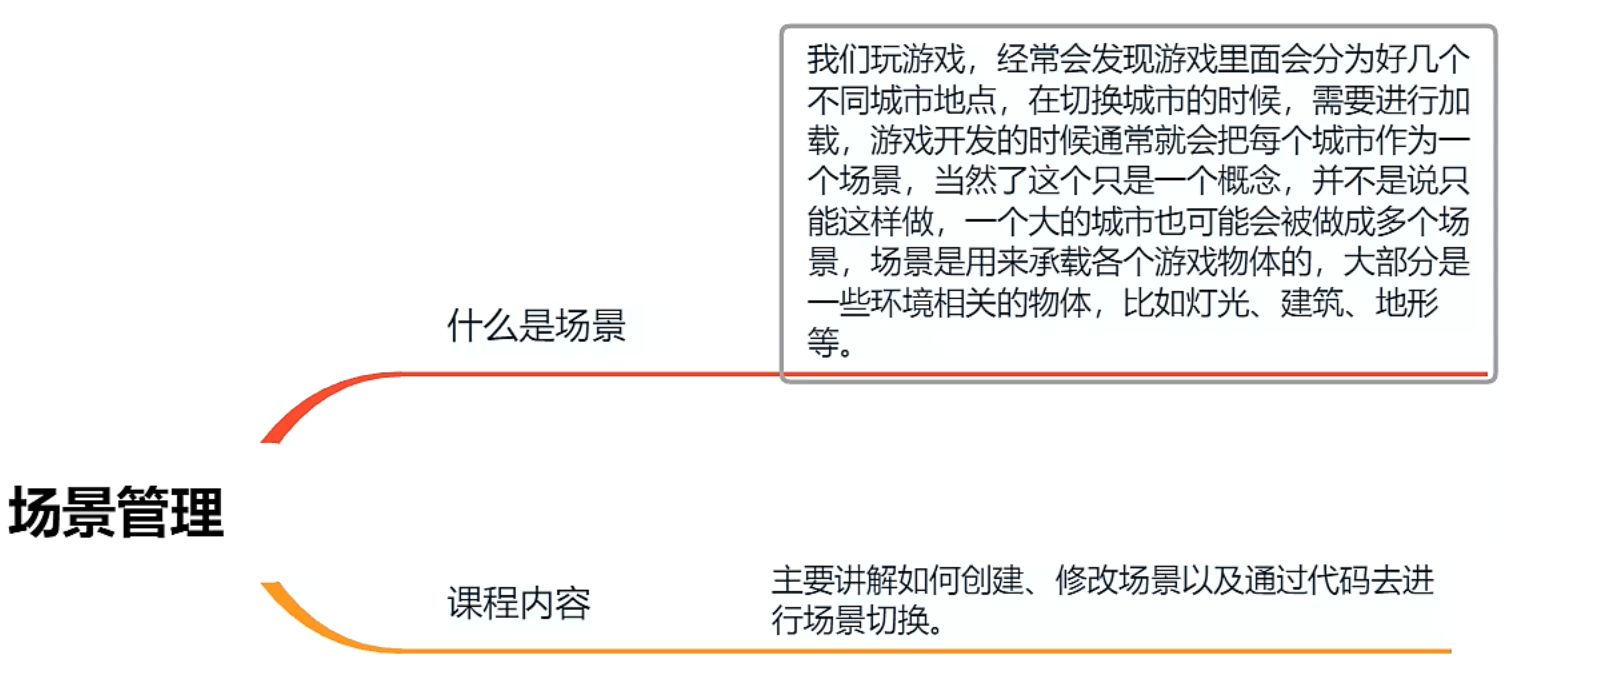 我们玩游戏，经常会发现游戏里面会分为好几个
不同城市地点，在切换城市的时候，需要进行加
载，游戏开发的时候通常就会把每个城市作为一
个场景，当然了这个只是一个概念，并不是说只
能这样做，一个大的城市也可能会被做成多个场
景，场景是用来承载各个游戏物体的，大部分是
一些环境相关的物体，比如灯光、建筑、地形
等。
什么是场景
场景管理
课程内容
主要讲解如何创建、修改场景以及通过代码去进
行场景切换。